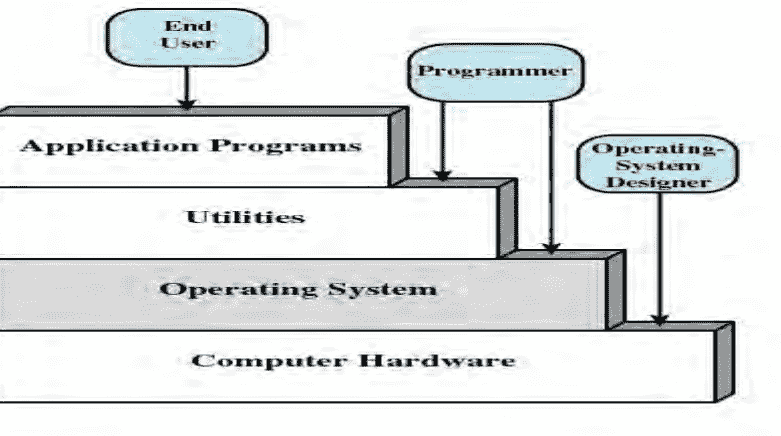 End
User
Programmer
Operating-
System
Designer
Application Programs
Utilities
Operating System
Computer Hardware